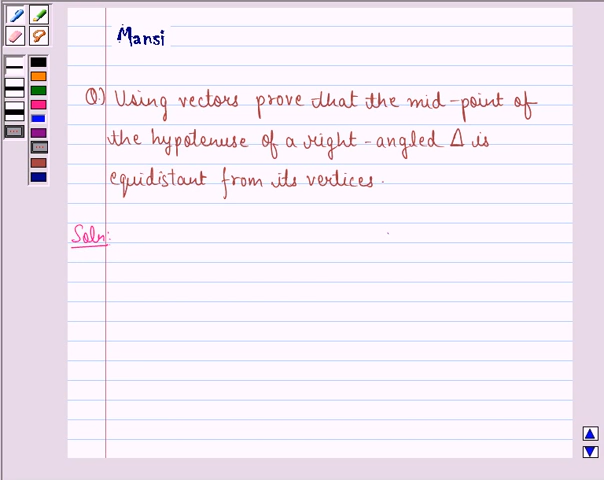 Mansi
Q.) Using vectors prove that the mid-point of
the hypotenuse of a right-angled Δ is
equidistant from its vertices.
Soln: